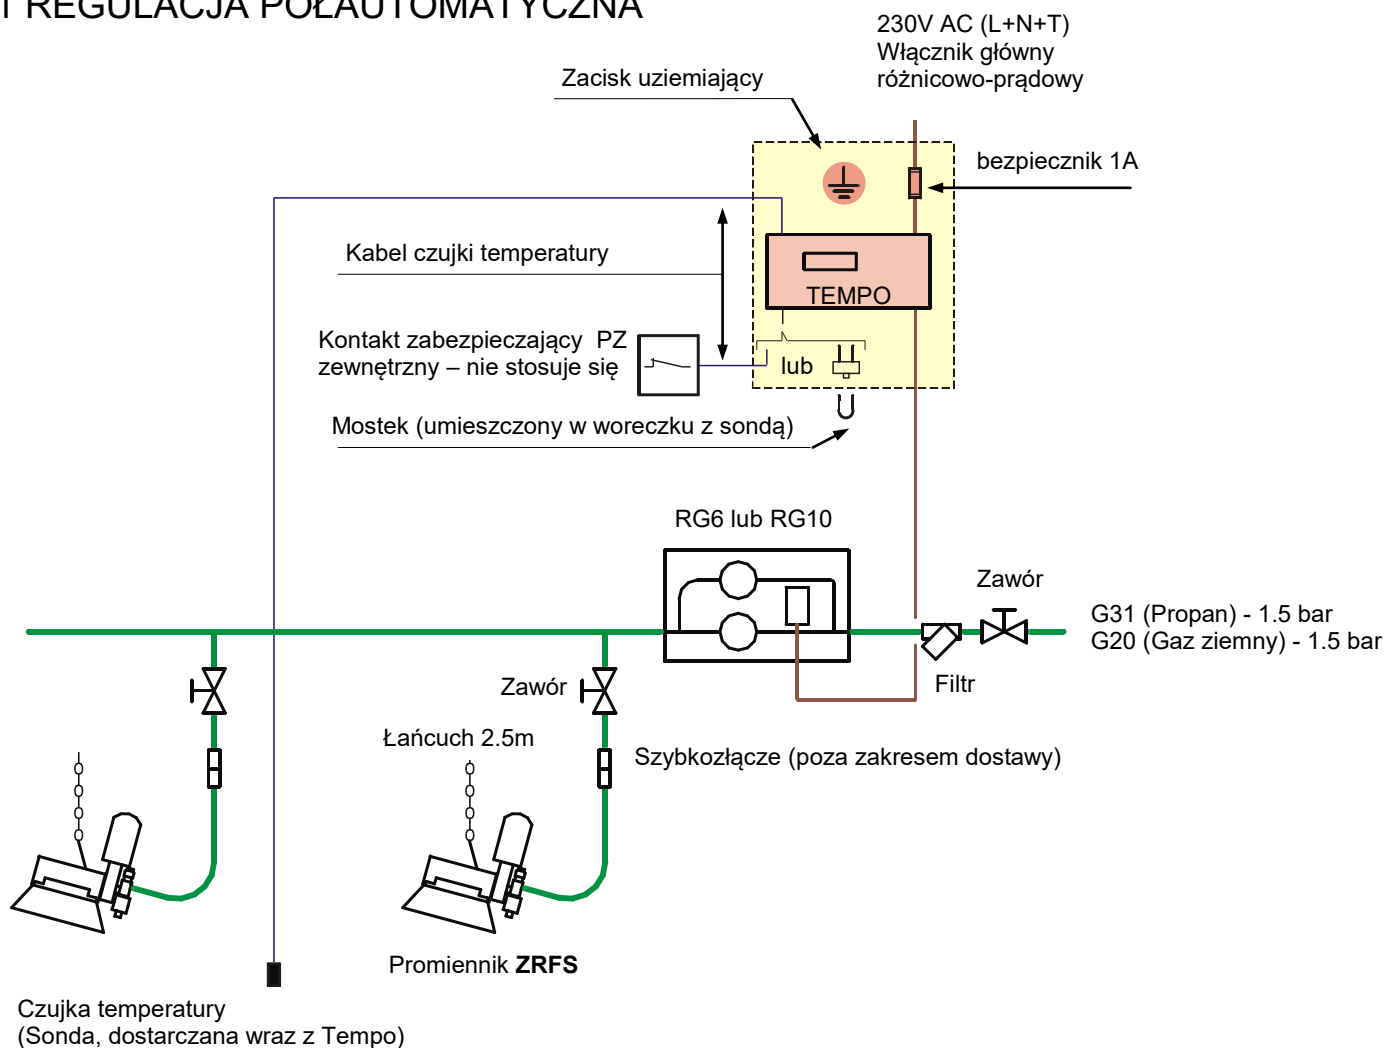 REGULACJA PÓŁAUTOMATYCZNA
230V AC (L+N+T)
Włącznik główny
różnicowo-prądowy
Zacisk uziemiający
bezpiecznik 1A
Kabel czujki temperatury
TEMPO
Kontakt zabezpieczający PZ
zewnętrzny – nie stosuje się
lub
Mostek (umieszczony w woreczku z sondą)
RG6 lub RG10
Zawór
G31 (Propan) - 1.5 bar
G20 (Gaz ziemny) - 1.5 bar
Filtr
Zawór
Łańcuch 2.5m
Szybkozłącze (poza zakresem dostawy)
Promiennik ZRFS
Czujka temperatury
(Sonda, dostarczana wraz z Tempo)